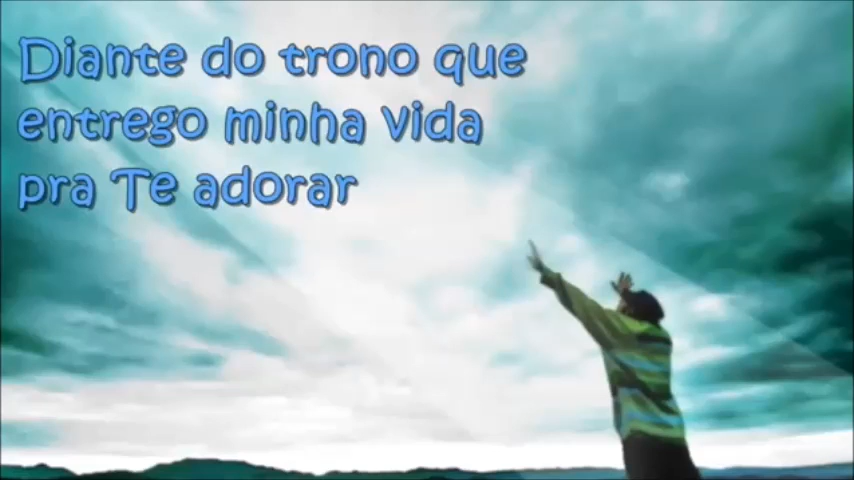 Diante do trono que
entrego minha vida
pra Te adorar